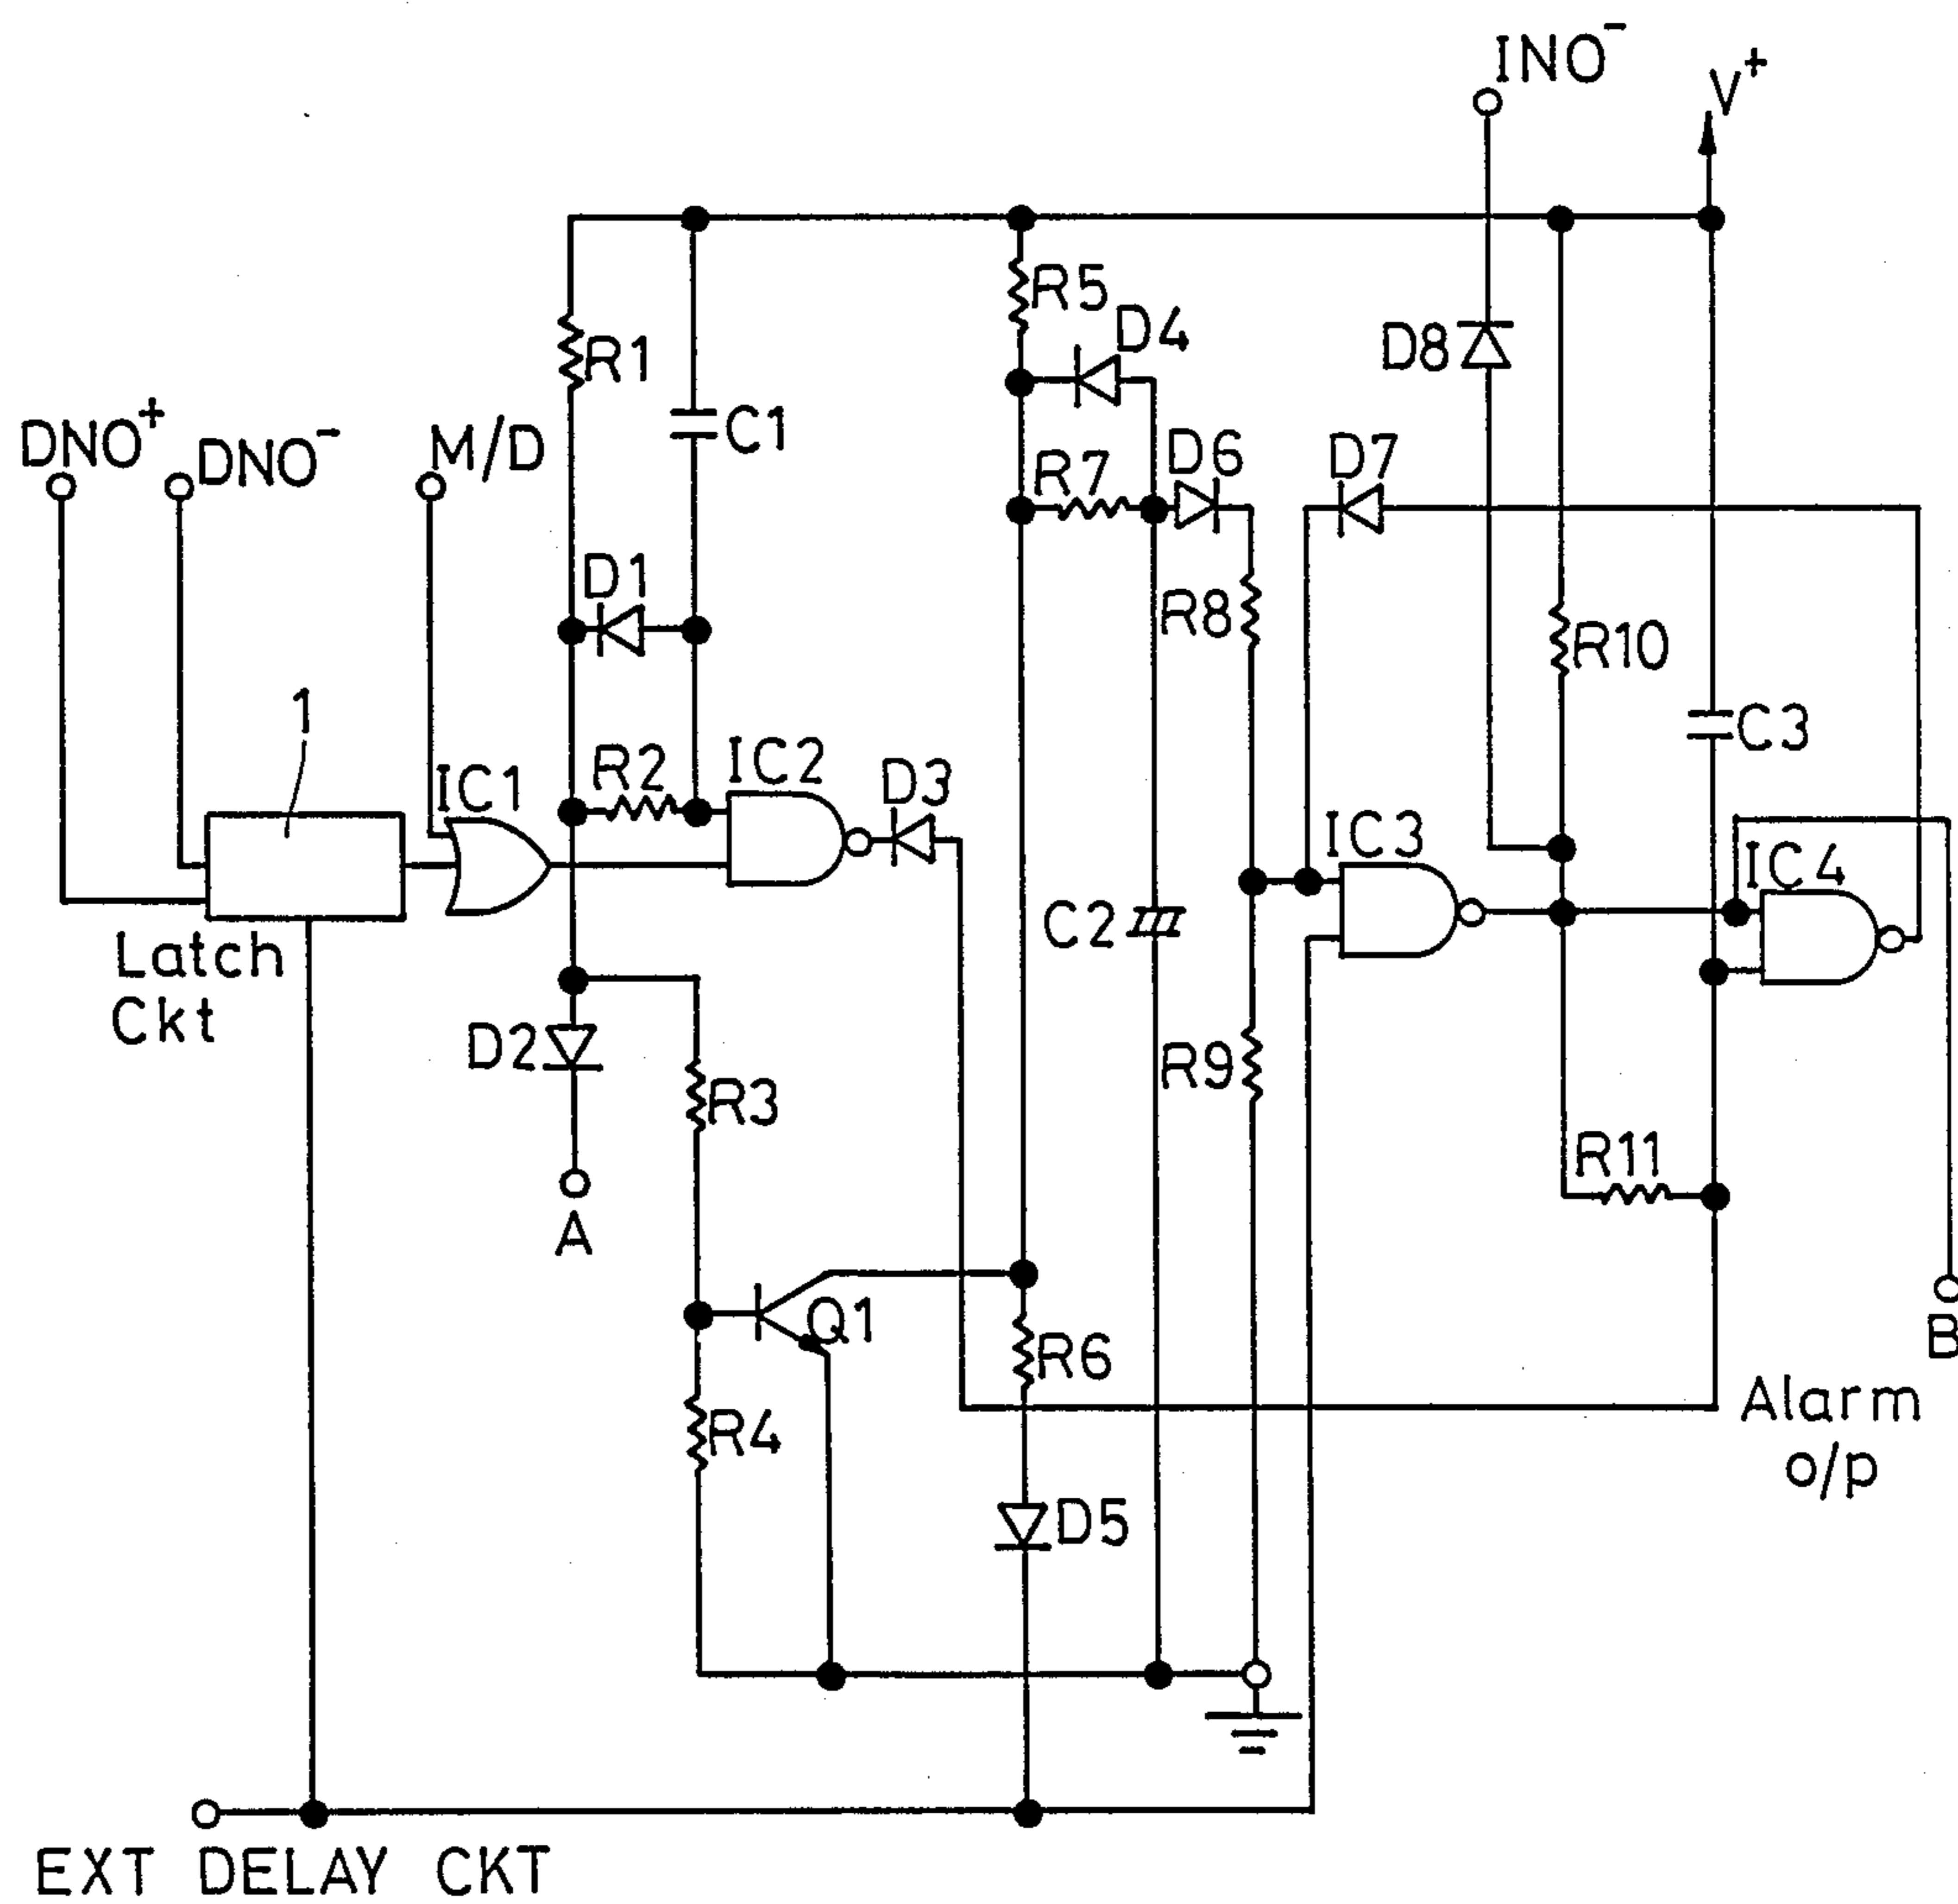 INO⁻
V⁺
R5
D4
R1
D8
DNO⁺
DNO⁻
M/D
C1
R7
D6
D7
D1
R8
R10
1
C3
IC1
R2
IC2
D3
IC3
IC4
Latch
Ckt
C2
D2
R3
R9
R11
A
Q1
B
R6
Alarm
o/p
R4
D5
EXT DELAY CKT